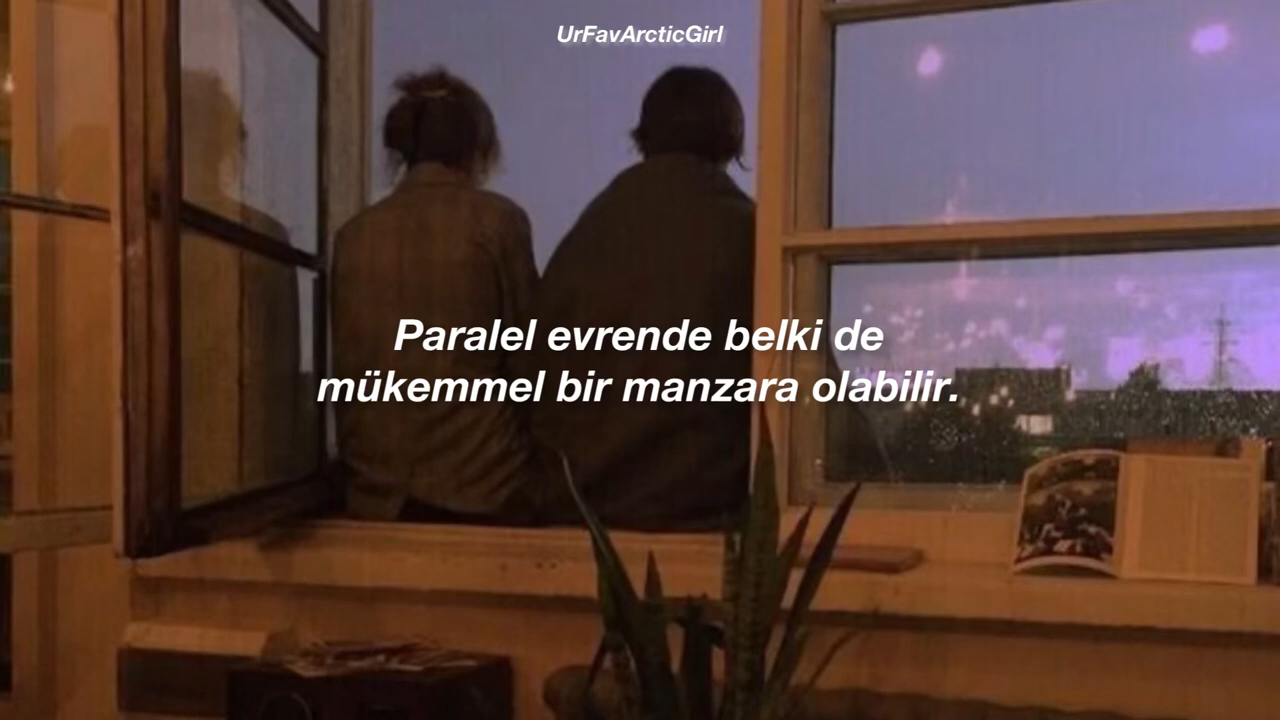 UrFavArcticGirl
Paralel evrende belki de
mükemmel bir manzara olabilir.